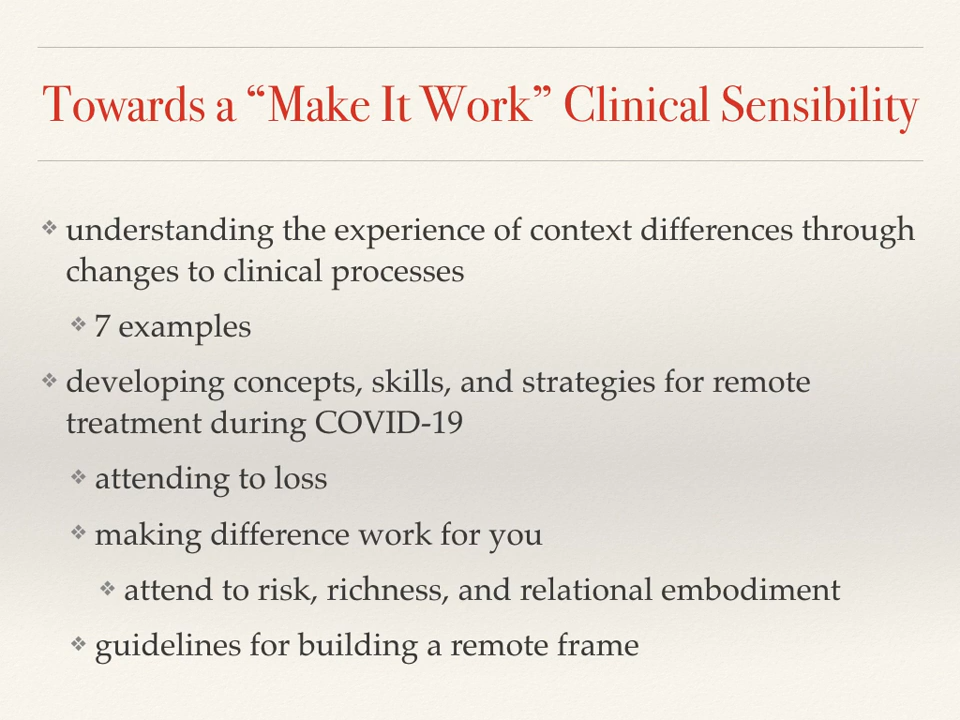 Towards a “Make It Work” Clinical Sensibility
❖ understanding the experience of context differences through
changes to clinical processes
❖ 7 examples
❖ developing concepts, skills, and strategies for remote
treatment during COVID-19
❖ attending to loss
❖ making difference work for you
❖ attend to risk, richness, and relational embodiment
❖ guidelines for building a remote frame